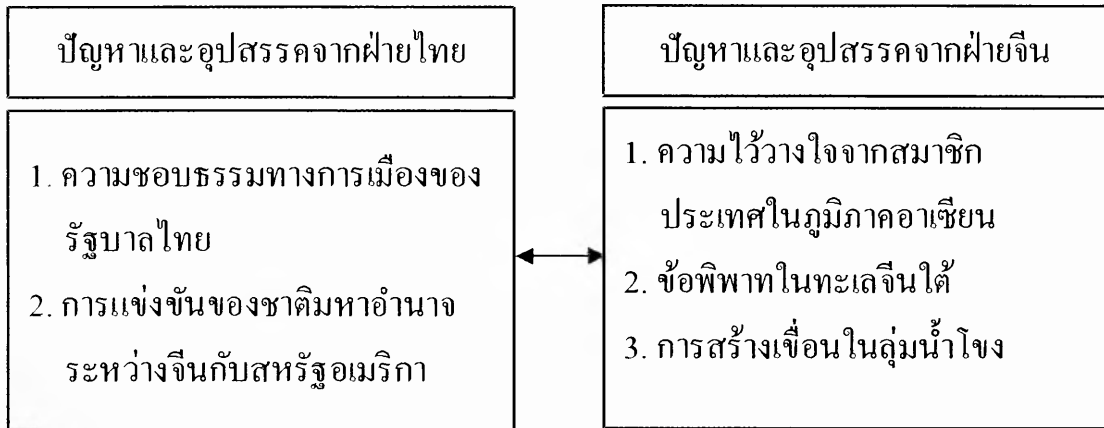 ปัญหาและอุปสรรคจากฝ่ายไทย
1. ความชอบธรรมทางการเมืองของ
รัฐบาลไทย
2. การแข่งขันของชาติมหาอำนาจ
ระหว่างจีนกับสหรัฐอเมริกา
ปัญหาและอุปสรรคจากฝ่ายจีน
1. ความไว้วางใจจากสมาชิก
ประเทศในภูมิภาคอาเซียน
2. ข้อพิพาทในทะเลจีนใต้
3. การสร้างเขื่อนในลุ่มน้ำโขง